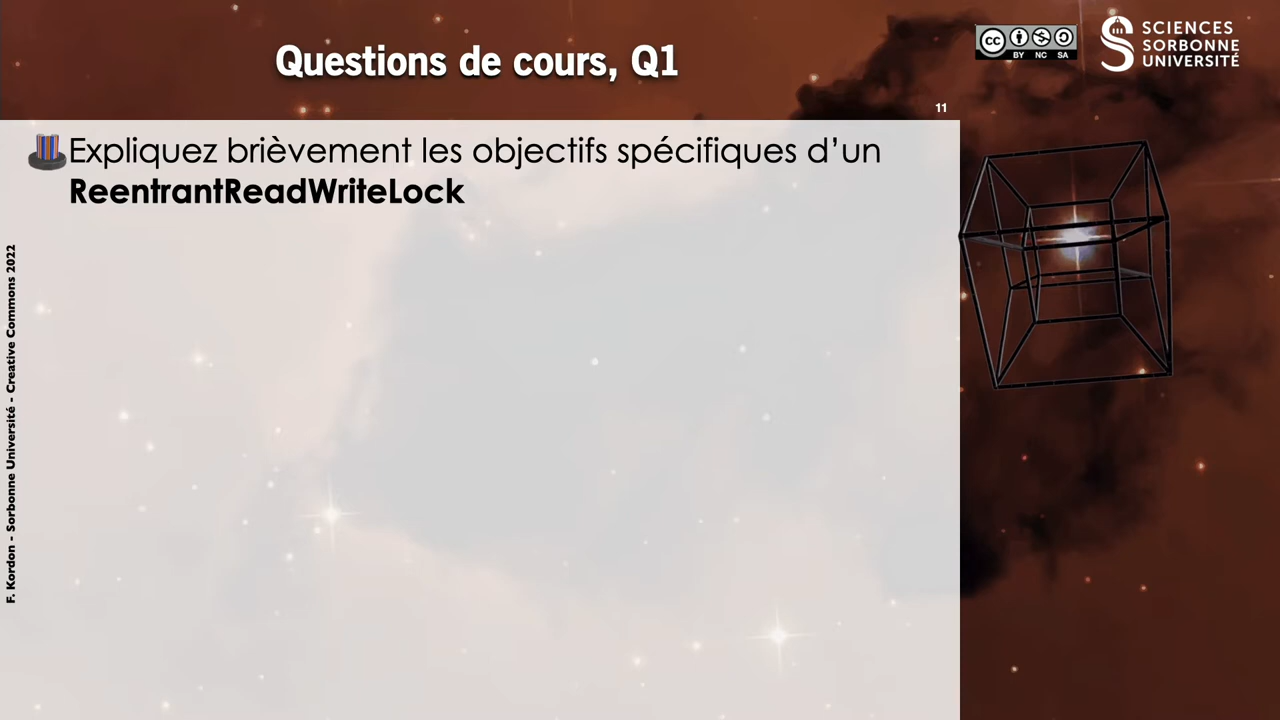 Questions de cours, Q1
cc
BY NC SA
SCIENCES
SORBONNE
UNIVERSITÉ
11
Expliquez brièvement les objectifs spécifiques d’un
ReentrantReadWriteLock
F. Kordon - Sorbonne Université - Creative Commons 2022